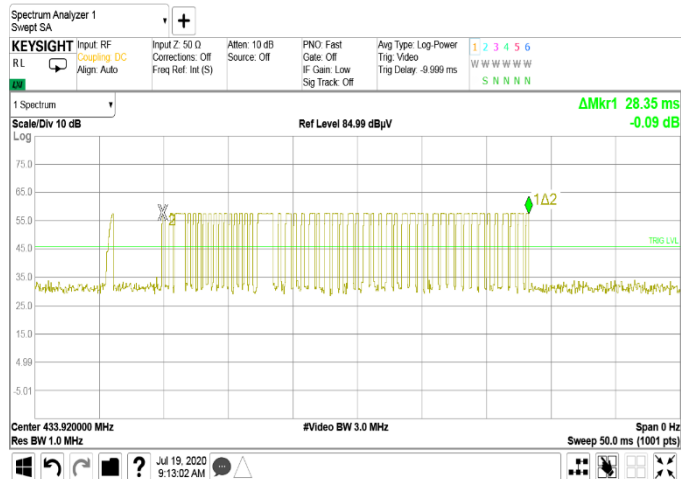 Spectrum Analyzer 1
Swept SA
KEYSIGHT
RL
LXI
Input: RF
Coupling: DC
Align: Auto
Input Z: 50 Ω
Corrections: Off
Freq Ref: Int (S)
Atten: 10 dB
Source: Off
PNO: Fast
Gate: Off
IF Gain: Low
Sig Track: Off
Avg Type: Log-Power
Trig: Video
Trig Delay: -9.999 ms
1 2 3 4 5 6
W W W W W W
S N N N N N
1 Spectrum
ΔMkr1 28.35 ms
-0.09 dB
Scale/Div 10 dB
Ref Level 84.99 dBµV
Log
75.0
65.0
55.0
45.0
35.0
25.0
15.0
4.99
-5.01
X2
1Δ2
TRIG LVL
Center 433.920000 MHz
Res BW 1.0 MHz
#Video BW 3.0 MHz
Span 0 Hz
Sweep 50.0 ms (1001 pts)
?
Jul 19, 2020
9:13:02 AM